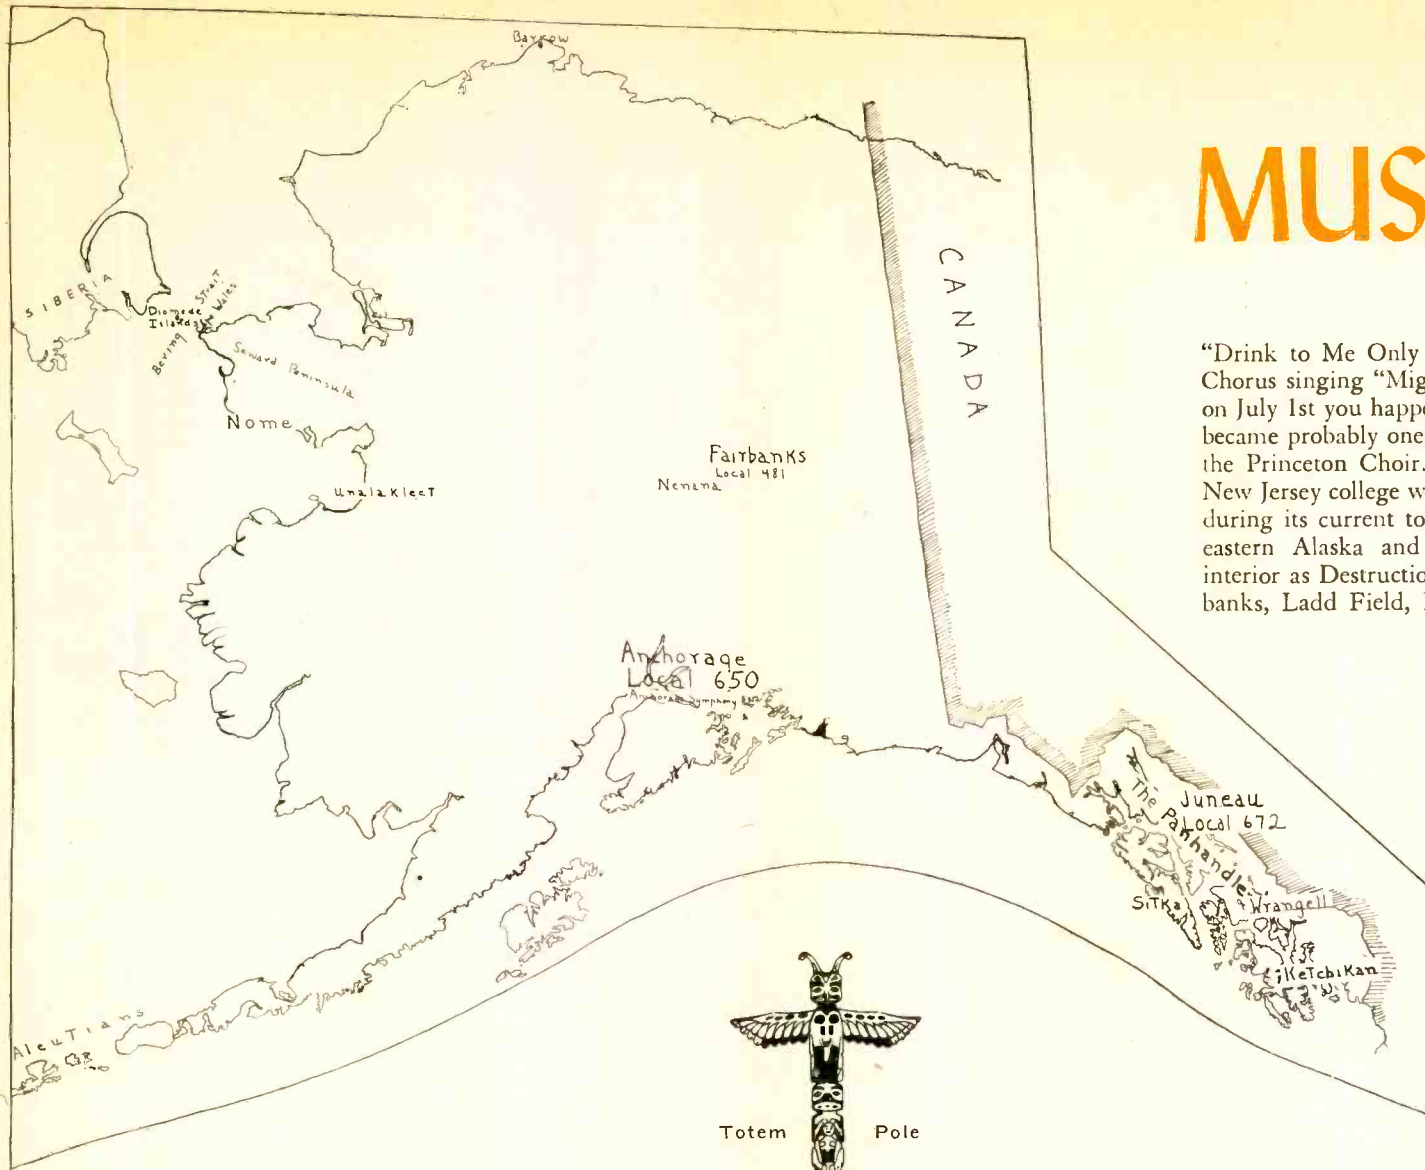 Barrow
MUS
CANADA
SIBERIA
Diomede
Islands
Bering Strait
Wales
Seward Peninsula
Nome
Unalakleet
Fairbanks
Local 481
Nenana
"Drink to Me Only
Chorus singing "Mig
on July 1st you happe
became probably one
the Princeton Choir.
New Jersey college w
during its current to
eastern Alaska and
interior as Destructio
banks, Ladd Field,
Anchorage
Local 650
Anchorage Symphony
Juneau
Local 672
The Panhandle
Sitka
Wrangell
Ketchikan
Aleutians
Totem Pole